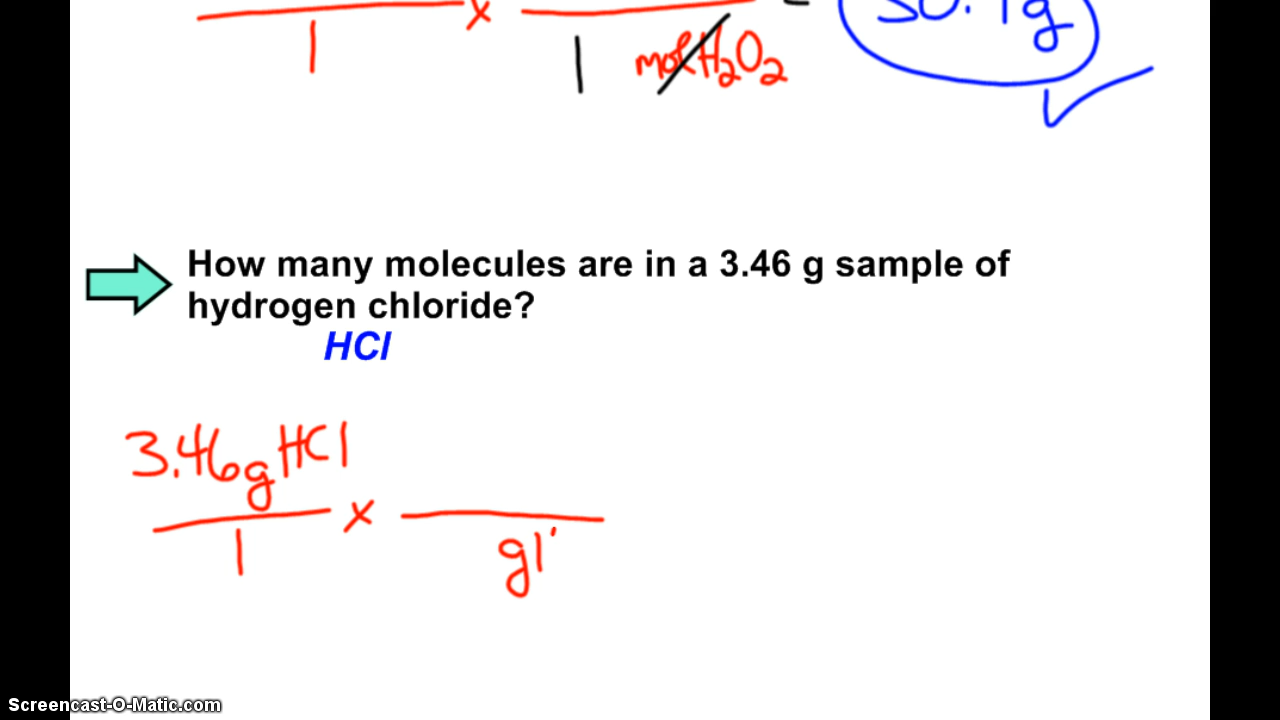 1 x 1 mol H₂O₂
How many molecules are in a 3.46 g sample of
hydrogen chloride?
HCl
3.46g HCl
1 x g
Screencast-O-Matic.com